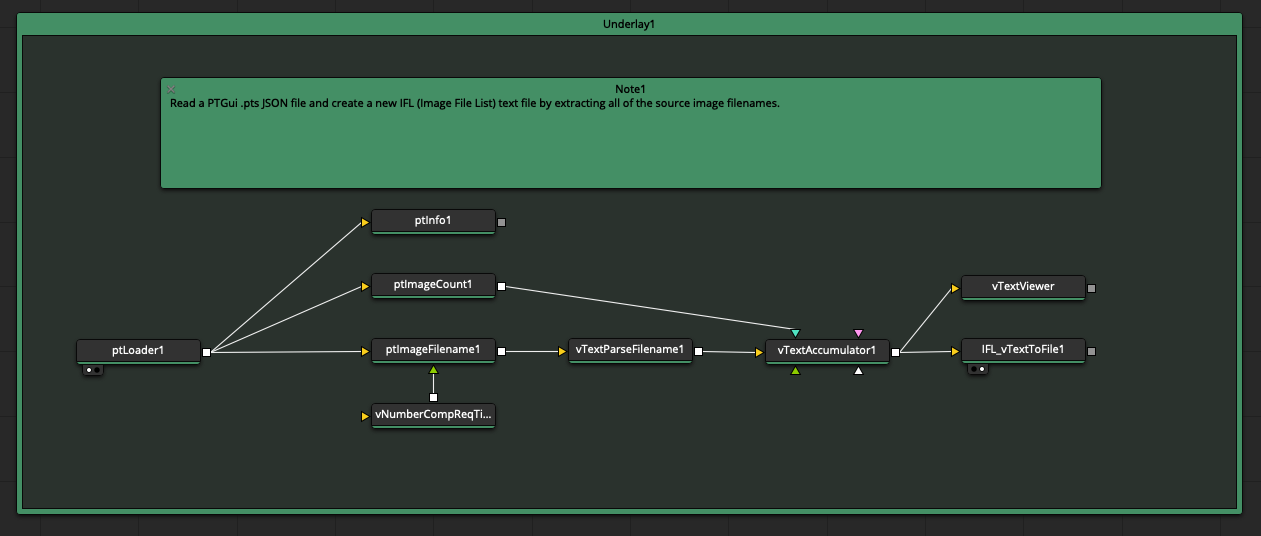 Underlay1
Note1
Read a PTGui .pts JSON file and create a new IFL (Image File List) text file by extracting all of the source image filenames.
ptInfo1
ptImageCount1
vTextViewer
ptLoader1
ptImageFilename1
vTextParseFilename1
vTextAccumulator1
IFL_vTextToFile1
vNumberCompReqTi...